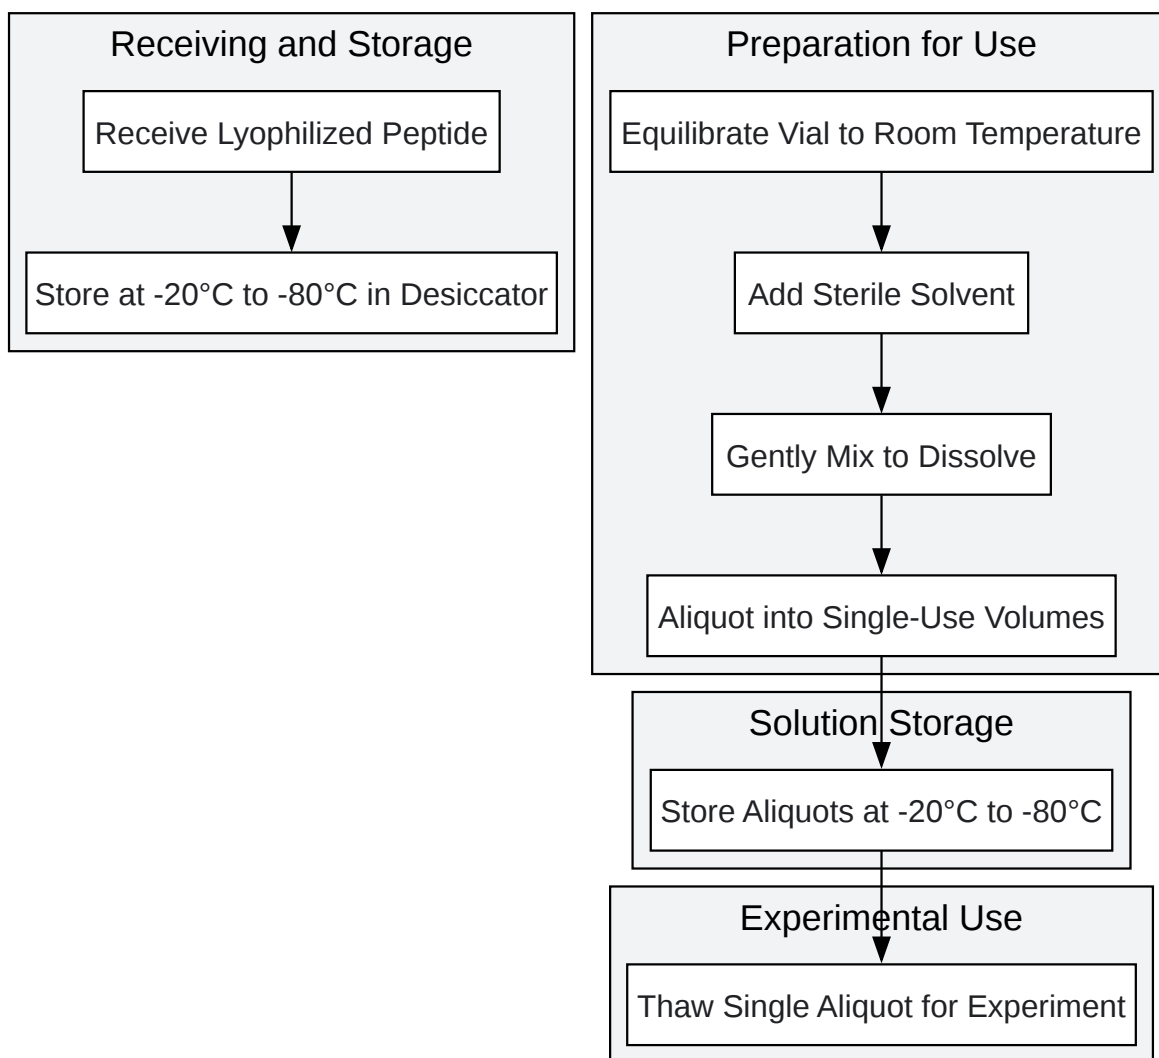 Receiving and Storage
Receive Lyophilized Peptide
Store at -20°C to -80°C in Desiccator
Preparation for Use
Equilibrate Vial to Room Temperature
Add Sterile Solvent
Gently Mix to Dissolve
Aliquot into Single-Use Volumes
Solution Storage
Store Aliquots at -20°C to -80°C
Experimental Use
Thaw Single Aliquot for Experiment